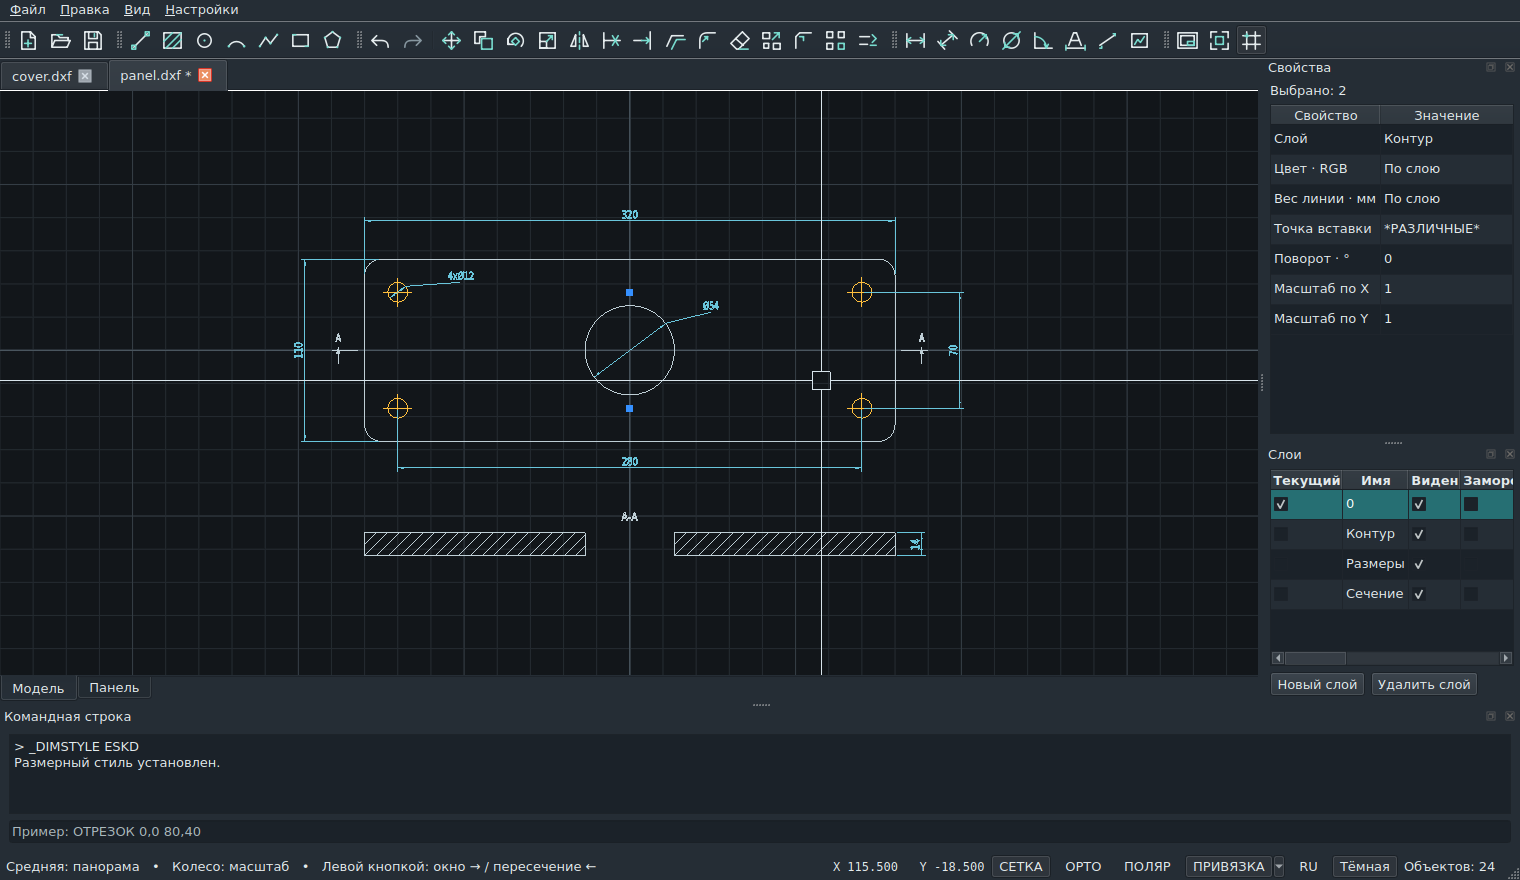 Файл Правка Вид Настройки
cover.dxf panel.dxf *
Свойства
Выбрано: 2
Свойство Значение
Слой Контур
Цвет · RGB По слою
Вес линии · мм По слою
Точка вставки *РАЗЛИЧНЫЕ*
Поворот · ° 0
Масштаб по X 1
Масштаб по Y 1
320
4xØ12
Ø54
A A
110
70
280
A-A
14
Слои
Текущий Имя Виден Заморо
0
Контур
Размеры
Сечение
Новый слой Удалить слой
Модель Панель
Командная строка
> _DIMSTYLE ESKD
Размерный стиль установлен.
Пример: ОТРЕЗОК 0,0 80,40
Средняя: панорама • Колесо: масштаб • Левой кнопкой: окно → / пересечение ← X 115.500 Y -18.500 СЕТКА ОРТО ПОЛЯР ПРИВЯЗКА RU Тёмная Объектов: 24